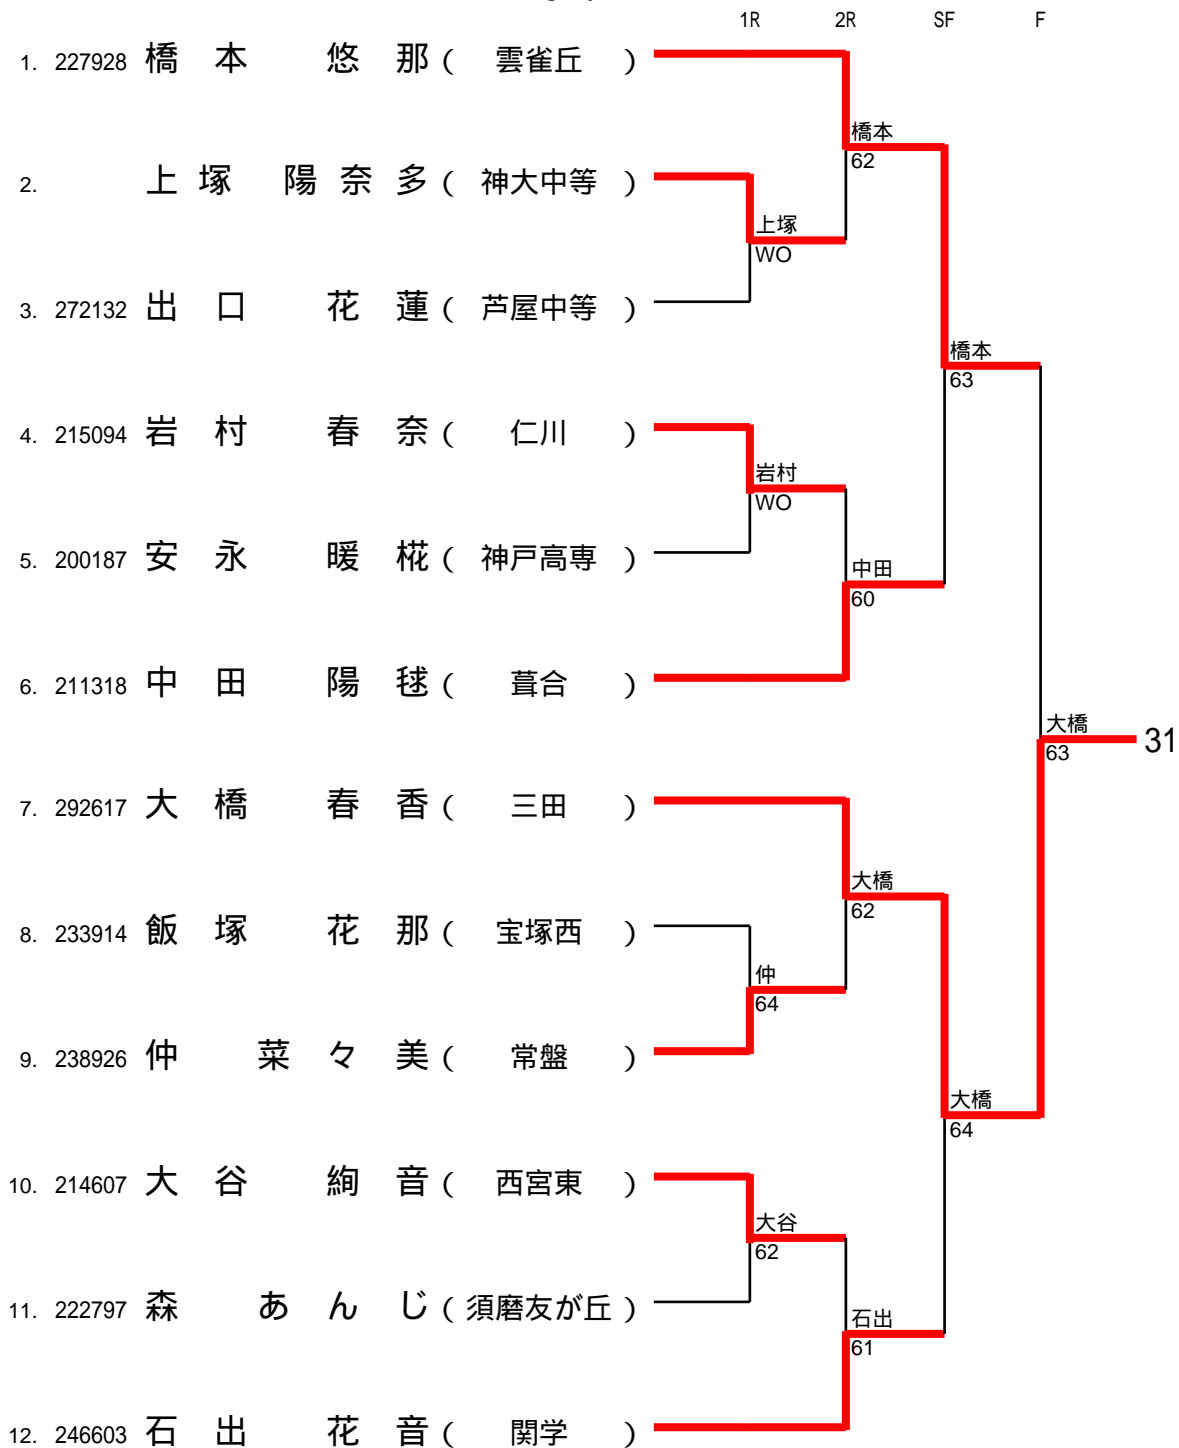 1R 2R SF F
1. 227928 橋本 悠那 ( 雲雀丘 )
橋本
62
2. 上塚 陽奈多 ( 神大中等 )
上塚
WO
3. 272132 出口 花蓮 ( 芦屋中等 )
橋本
63
4. 215094 岩村 春奈 ( 仁川 )
岩村
WO
5. 200187 安永 暖椛 ( 神戸高専 )
中田
60
6. 211318 中田 陽毬 ( 葺合 )
大橋
63
31
7. 292617 大橋 春香 ( 三田 )
大橋
62
8. 233914 飯塚 花那 ( 宝塚西 )
仲
64
9. 238926 仲 菜々美 ( 常盤 )
大橋
64
10. 214607 大谷 絢音 ( 西宮東 )
大谷
62
11. 222797 森 あんじ ( 須磨友が丘 )
石出
61
12. 246603 石出 花音 ( 関学 )